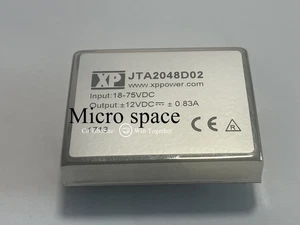 XP JTA2048D02
www.xppower.com
Input:18-75VDC
Output:±12VDC ⎓ ± 0.83A
Micro space
CE R